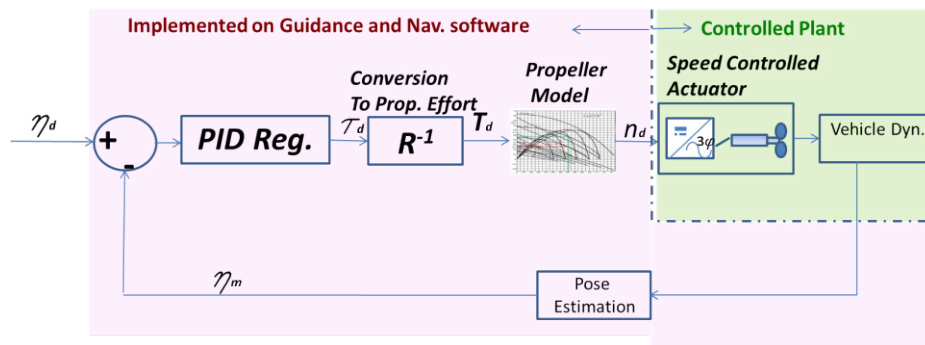 Implemented on Guidance and Nav. software
Controlled Plant
Speed Controlled
Actuator
Conversion
To Prop. Effort
Propeller
Model
ηd
+
-
PID Reg.
τd
R-1
Td
nd
3φ
Vehicle Dyn.
ηm
Pose
Estimation